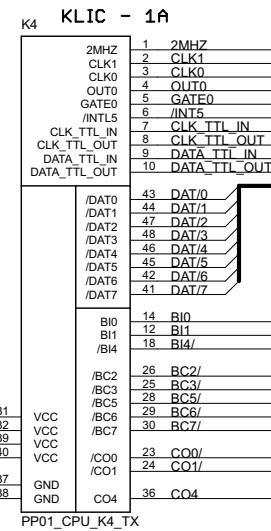 KLIC - 1A
K4
2MHZ 1 2MHZ
CLK1 2 CLK1
CLK0 3 CLK0
OUT0 4 OUT0
GATE0 5 GATE0
/INTL5 6 /INT5
CLK_TTL_IN 7 CLK_TTL_IN
CLK_TTL_OUT 8 CLK_TTL_OUT
DATA_TTL_IN 9 DATA_TTL_IN
DATA_TTL_OUT 10 DATA_TTL_OUT
/DAT0 43 DAT/0
/DAT1 44 DAT/1
/DAT2 47 DAT/2
/DAT3 48 DAT/3
/DAT4 46 DAT/4
/DAT5 45 DAT/5
/DAT6 42 DAT/6
/DAT7 41 DAT/7
BI0 14 BI0
BI1 12 BI1
/BI4 18 BI4/
/BC2 26 BC2/
/BC3 25 BC3/
/BC5 28 BC5/
VCC /BC6 29 BC6/
VCC /BC7 30 BC7/
VCC
VCC /CO0 23 CO0/
/CO1 24 CO1/
GND
GND CO4 36 CO4
PP01_CPU_K4_TX